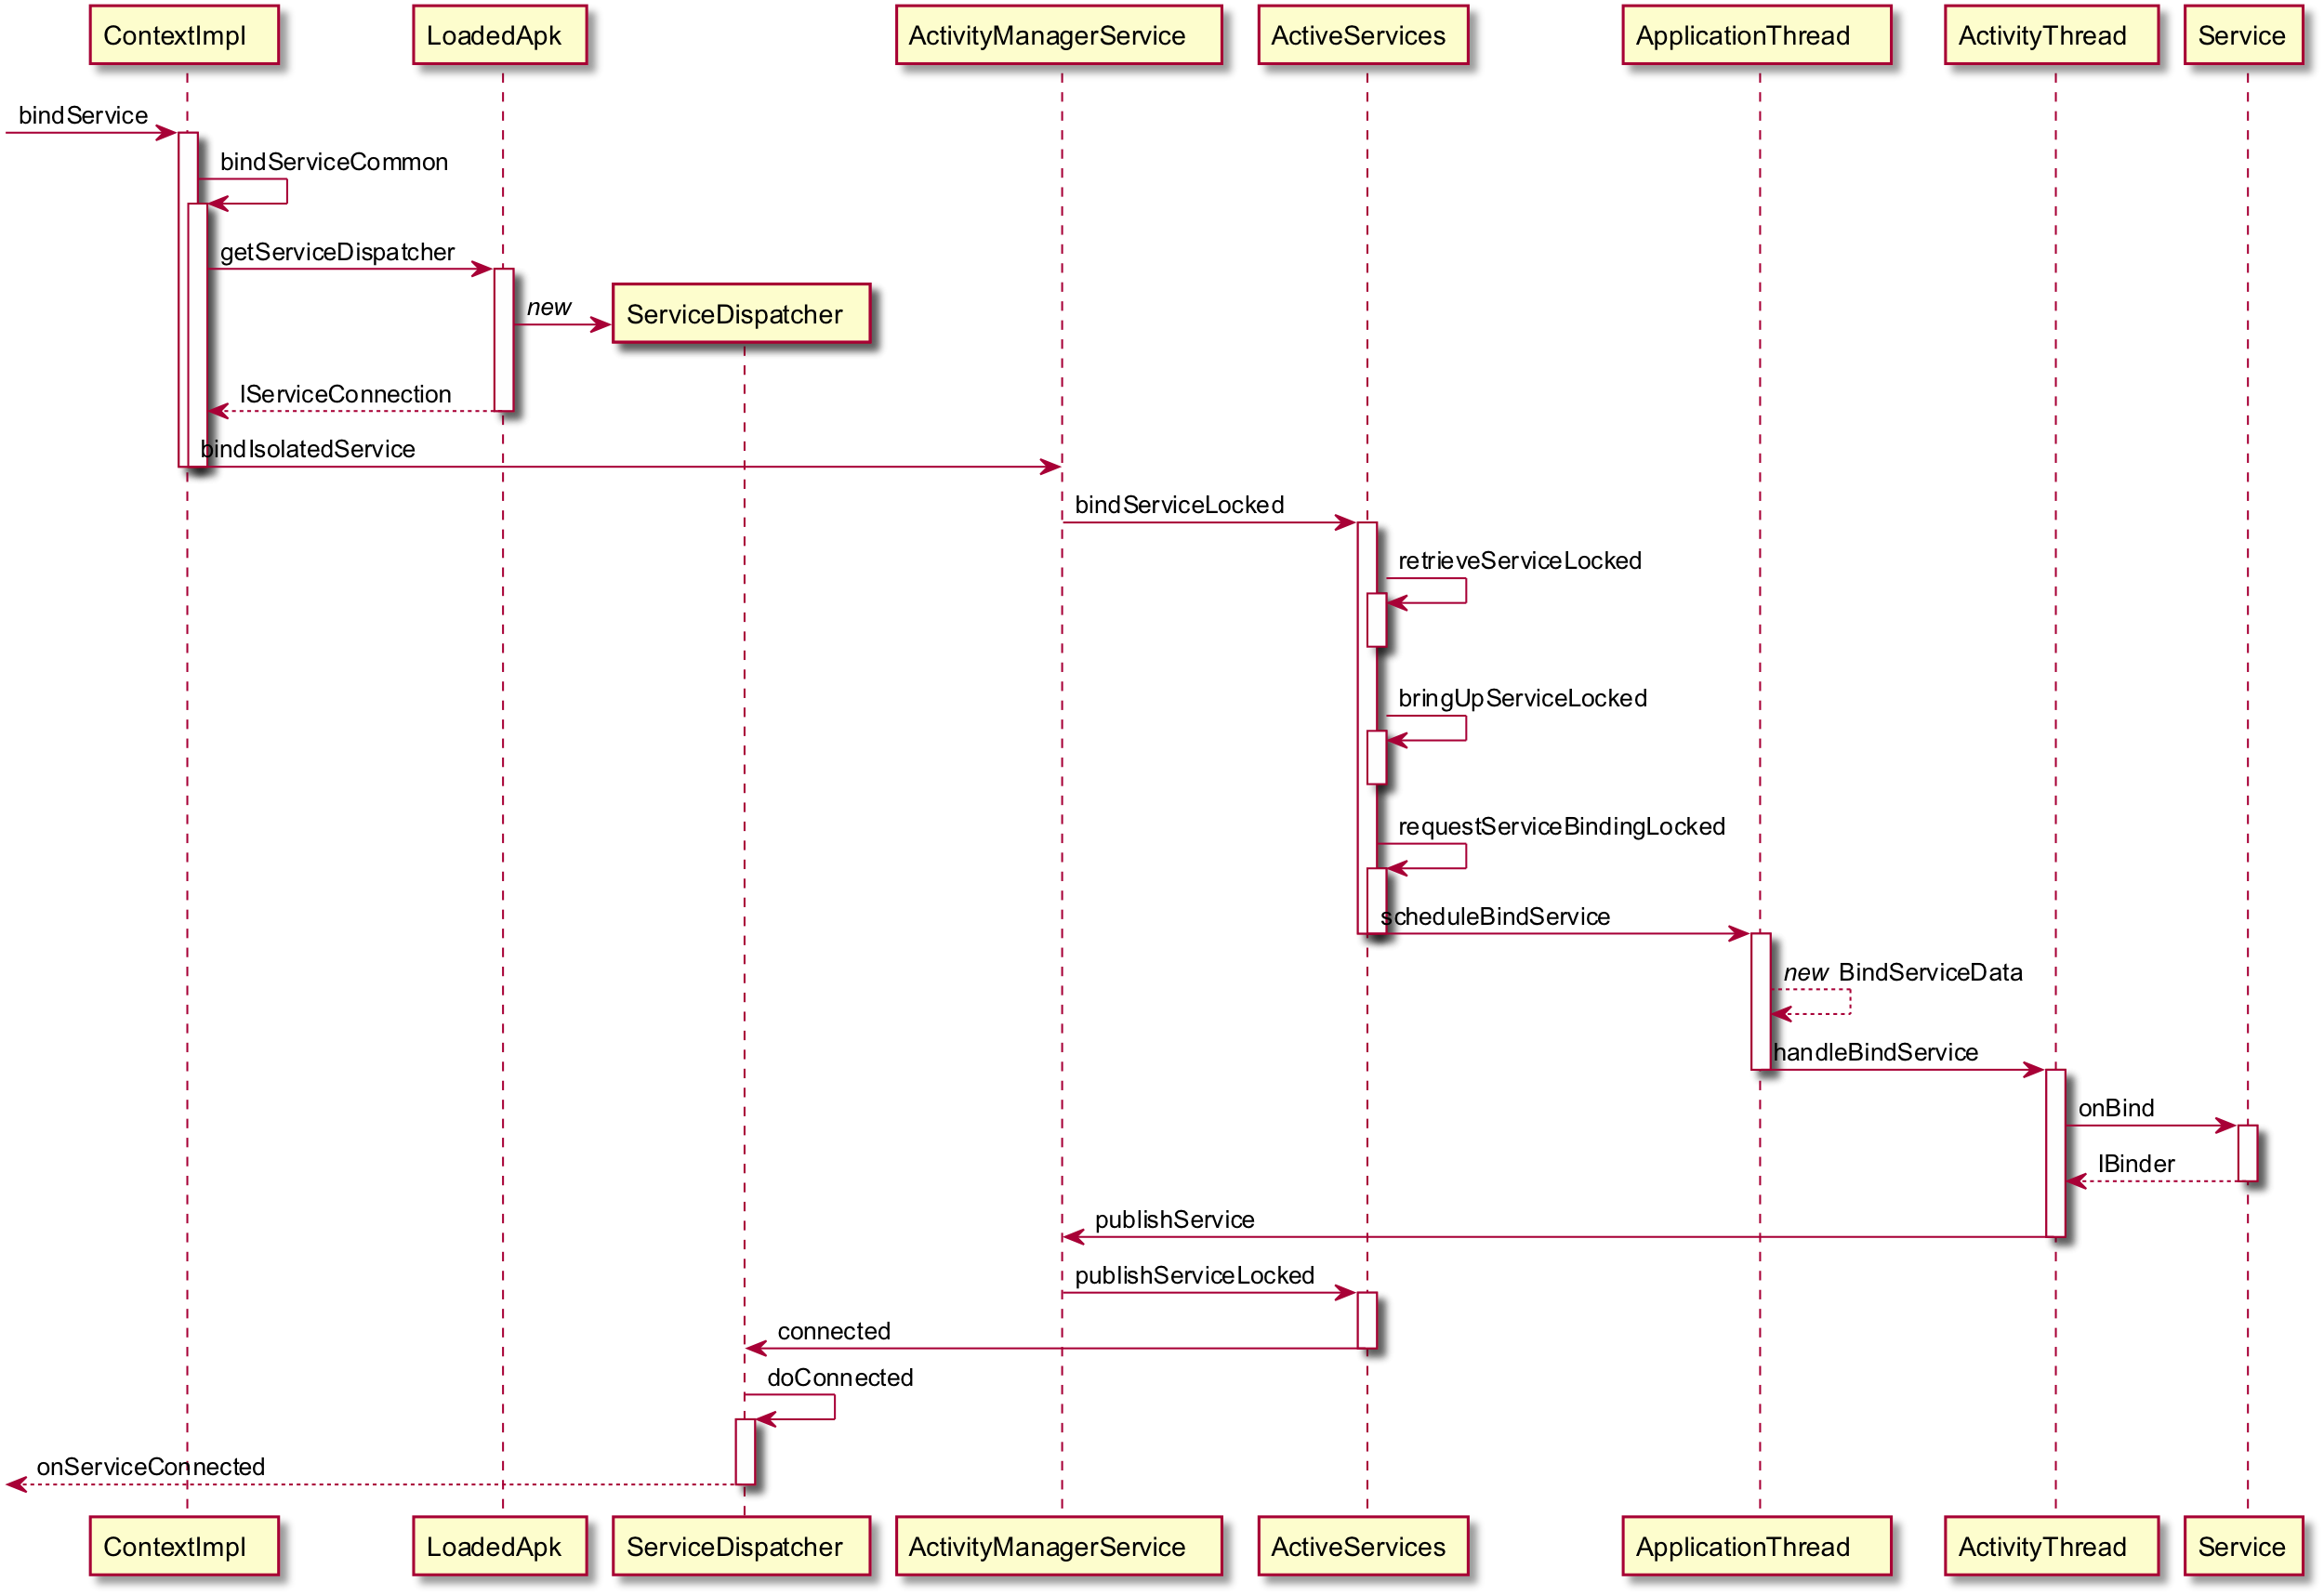 ContextImpl
LoadedApk
ActivityManagerService
ActiveServices
ApplicationThread
ActivityThread
Service
bindService
bindServiceCommon
getServiceDispatcher
new
ServiceDispatcher
IServiceConnection
bindIsolatedService
bindServiceLocked
retrieveServiceLocked
bringUpServiceLocked
requestServiceBindingLocked
scheduleBindService
new BindServiceData
handleBindService
onBind
IBinder
publishService
publishServiceLocked
connected
doConnected
onServiceConnected
ContextImpl
LoadedApk
ServiceDispatcher
ActivityManagerService
ActiveServices
ApplicationThread
ActivityThread
Service